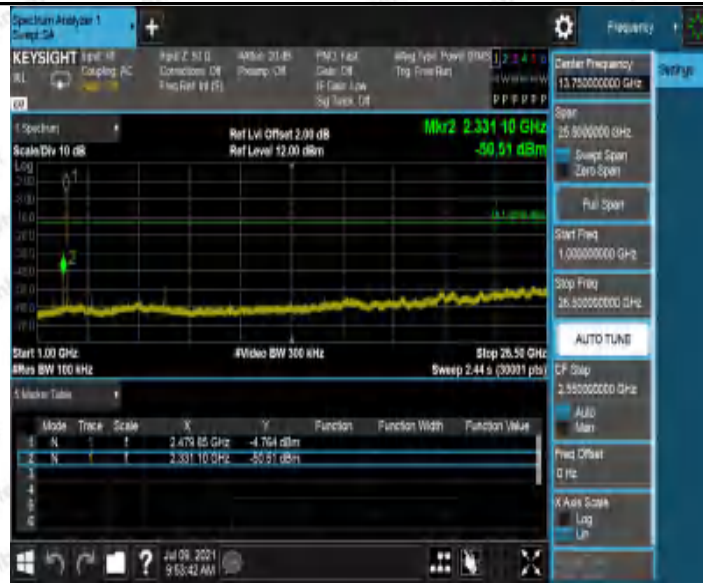 Spectrum Analyzer 1
Swept SA
+
Frequency
KEYSIGHT Input: RF
Coupling: AC
Input Z: 50 Ω
Corrections: Off
Freq Ref: Int (S)
Atten: 20 dB
Preamp: Off
PNO: Fast
Gate: Off
IF Gain: Low
Sig Track: Off
Avg Type: Power (RMS)
Trig: Free Run
P P P P P P
Center Frequency
13.750000000 GHz
Settings
Span
25.5000000 GHz
Swept Span
Zero Span
Full Span
Start Freq
1.000000000 GHz
Stop Freq
26.500000000 GHz
AUTO TUNE
CF Step
2.550000000 GHz
Auto
Man
Freq Offset
0 Hz
X Axis Scale
Log
Lin
1 Spectrum
Scale/Div 10 dB
Log
Ref Lvl Offset 2.00 dB
Ref Level 12.00 dBm
Mkr2 2.331 10 GHz
-50.51 dBm
1
2
Start 1.00 GHz
#Res BW 100 kHz
#Video BW 300 kHz
Stop 26.50 GHz
Sweep 2.44 s (30001 pts)
5 Marker Table
Mode Trace Scale X Y Function Function Width Function Value
1 N 1 f 2.479 85 GHz -4.764 dBm
2 N 1 f 2.331 10 GHz -50.51 dBm
3
4
5
6
?
Jul 09, 2021
9:53:42 AM